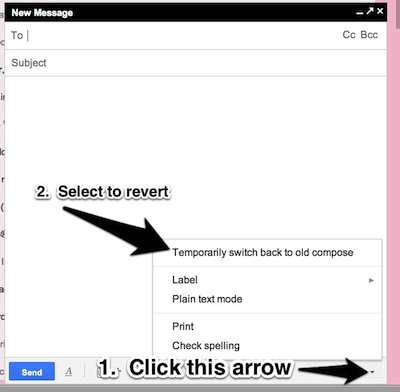 New Message
To
Cc Bcc
Subject
2. Select to revert
Temporarily switch back to old compose
Label
Plain text mode
Print
Check spelling
Send A
1. Click this arrow